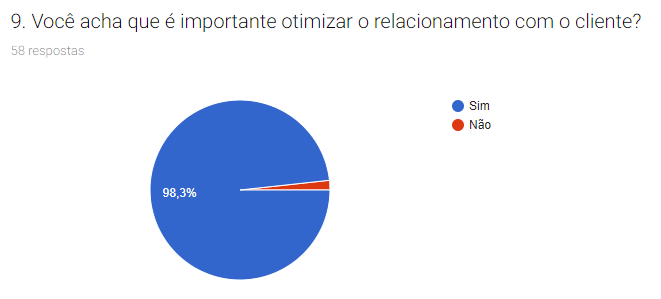 9. Você acha que é importante otimizar o relacionamento com o cliente?
58 respostas
Sim
Não
98,3%